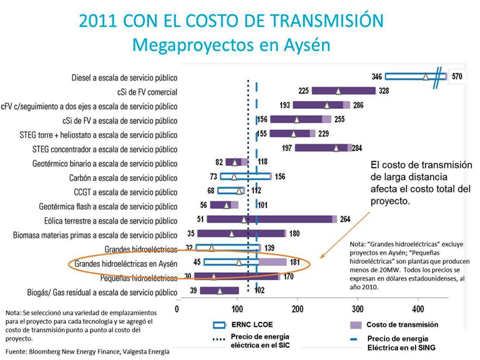 2011 CON EL COSTO DE TRANSMISIÓN
Megaproyectos en Aysén
Diesel a escala de servicio público 346 570
cSi de FV comercial 225 328
cFV c/seguimiento a dos ejes a escala de servicio público 193 286
cSi de FV a escala de servicio público 156 255
STEG torre + heliostato a escala de servicio público 155 229
STEG concentrador a escala de servicio público 197 284
Geotérmico binario a escala de servicio público 82 118
Carbón a escala de servicio público 73 156
CCGT a escala de servicio público 68 112
Geotérmica flash a escala de servicio público 56 101
Eólica terrestre a escala de servicio público 51 264
Biomasa materias primas a escala de servicio público 35 180
Grandes hidroeléctricas 32 139
Grandes hidroeléctricas en Aysén 45 181
Pequeñas hidroeléctricas 30 170
Biogás/ Gas residual a escala de servicio público 39 102
0 100 200 300 400
El costo de transmisión
de larga distancia
afecta el costo total del
proyecto.
Nota: "Grandes hidroeléctricas" excluye
proyectos en Aysén; "Pequeñas
hidroeléctricas" son plantas que producen
menos de 20MW. Todos los precios se
expresan en dólares estadounidenses, al
año 2010.
Nota: Se seleccionó una variedad de emplazamientos
para el proyecto para cada tecnología y se agregó el
costo de transmisión punto a punto al costo del
proyecto.
ERNC LCOE
Costo de transmisión
Precio de energía
eléctrica en el SIC
Precio de energía
eléctrica en el SING
Fuente: Bloomberg New Energy Finance, Valgesta Energía